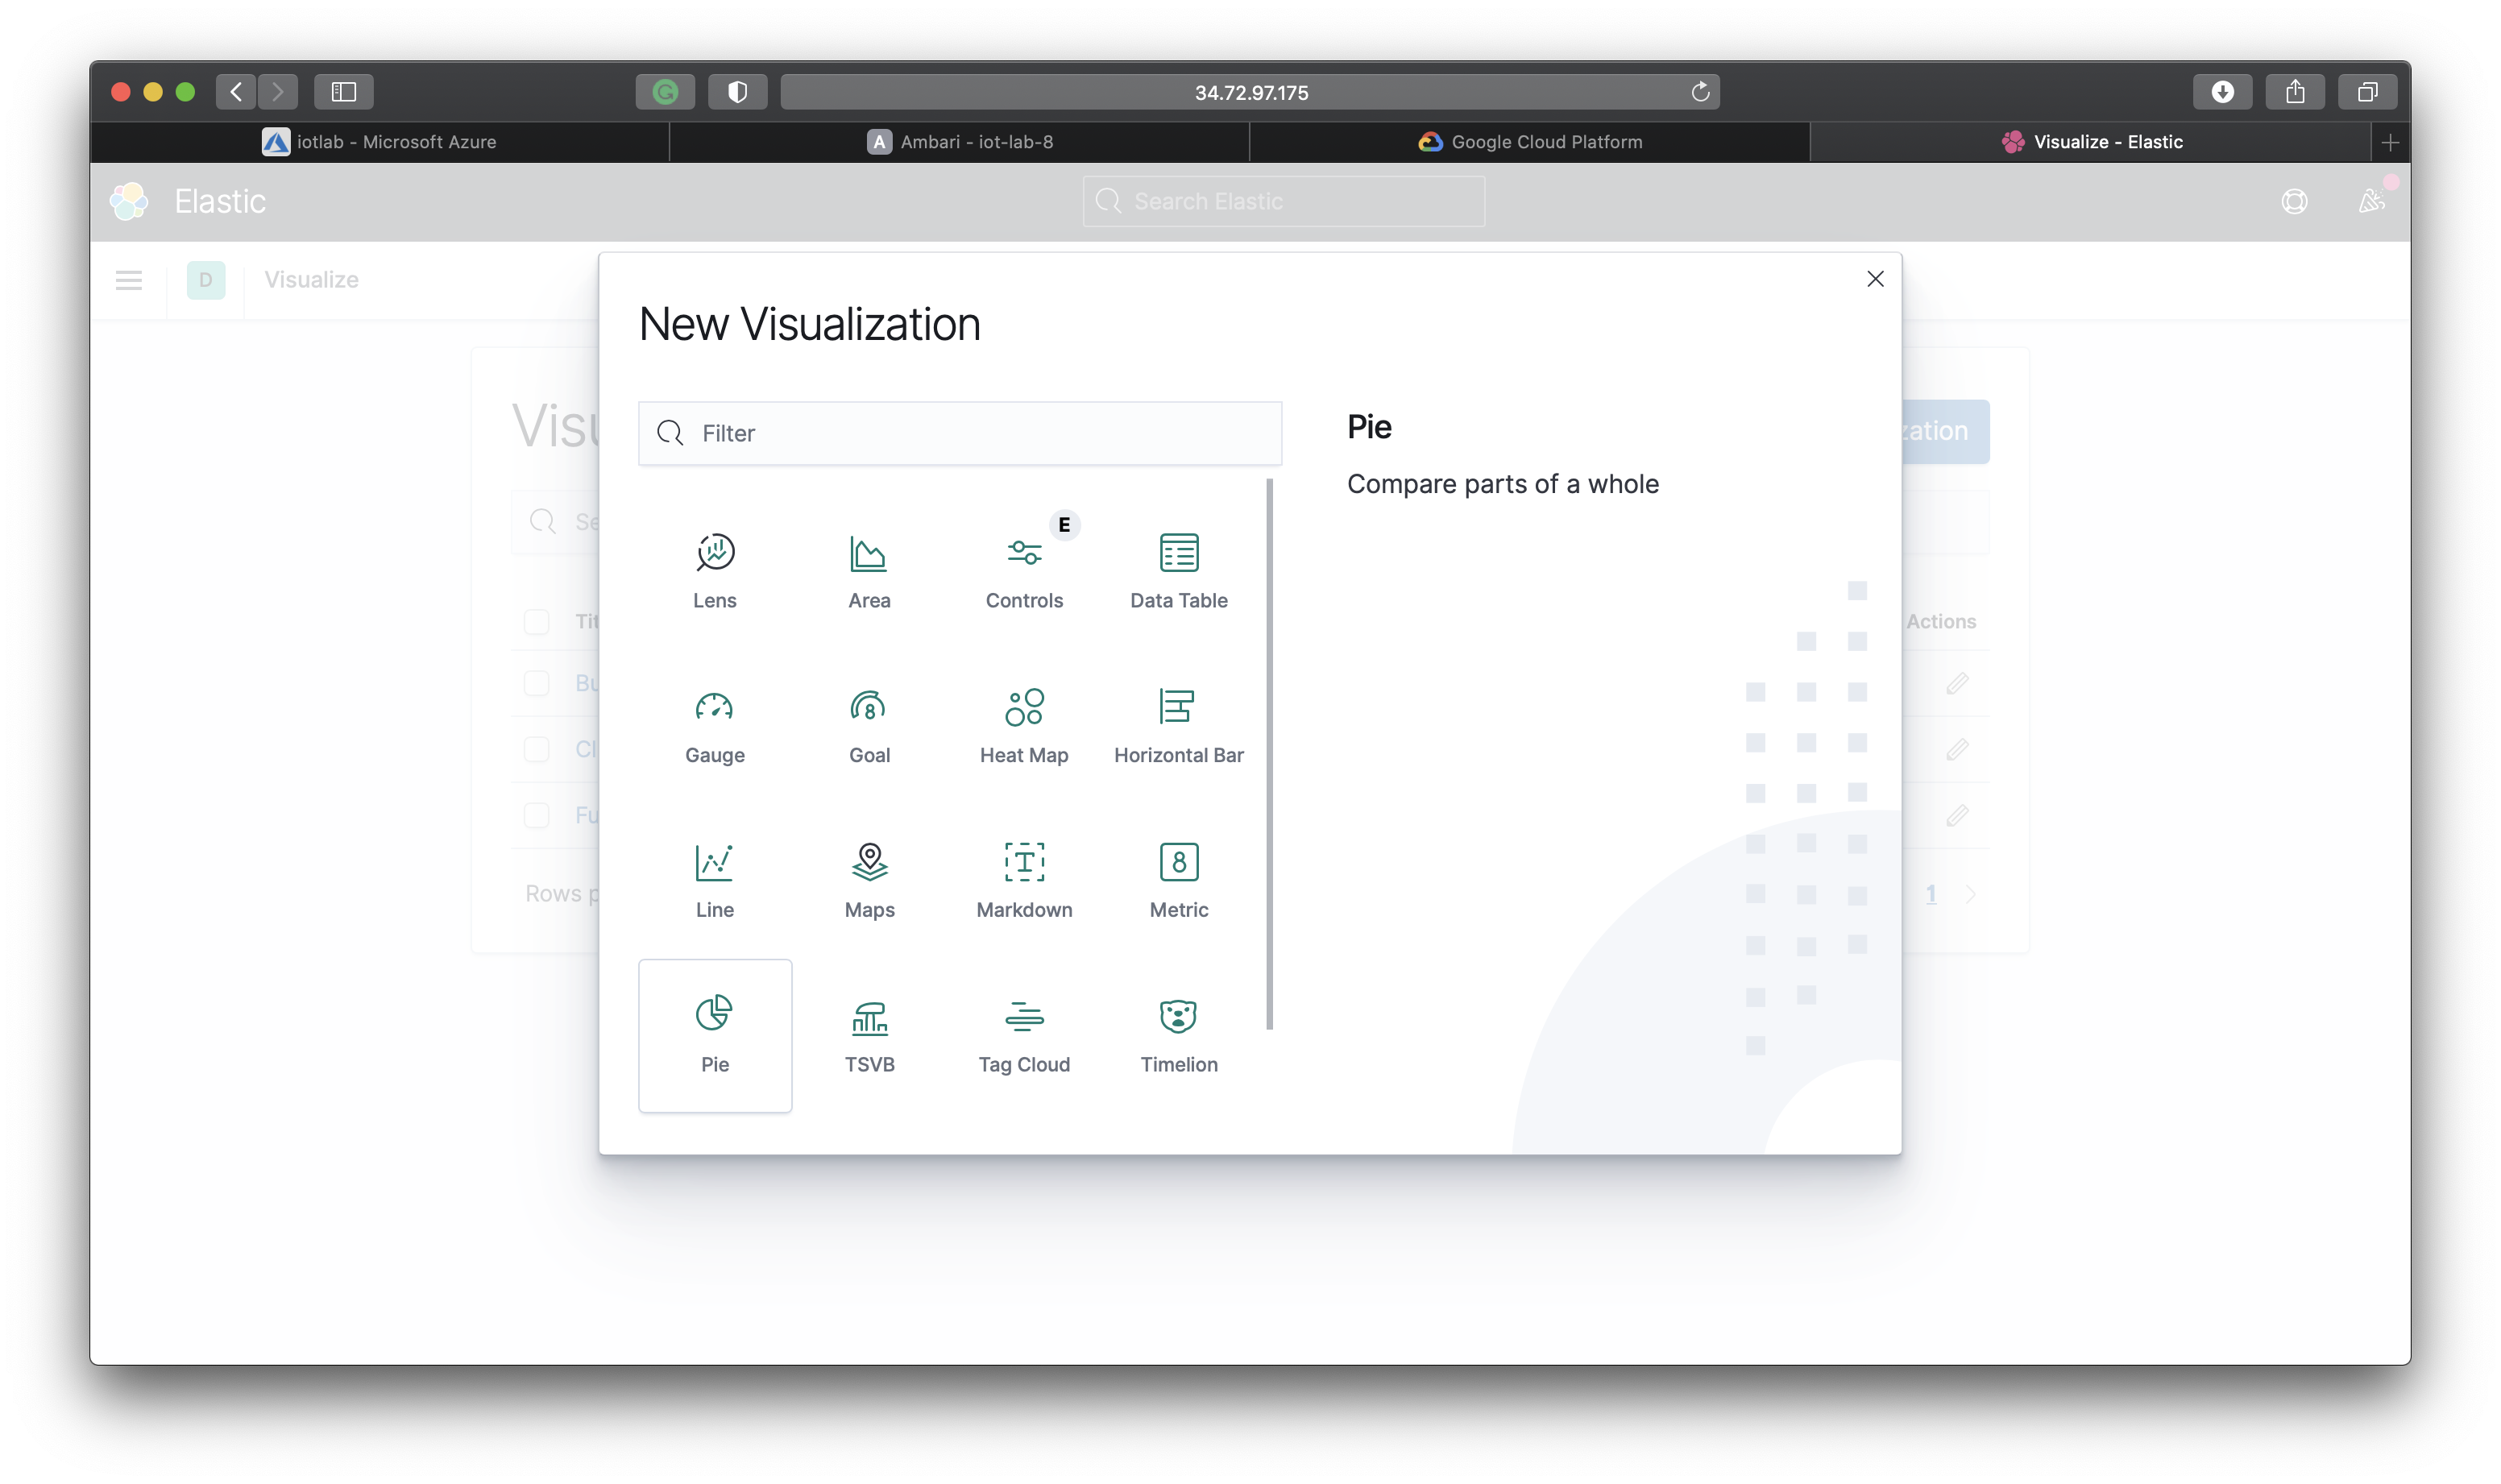 34.72.97.175
iotlab - Microsoft Azure
A Ambari - iot-lab-8
Google Cloud Platform
Visualize - Elastic
Elastic
Search Elastic
D Visualize
New Visualization
Filter
Pie
Compare parts of a whole
E
Lens Area Controls Data Table
Gauge Goal Heat Map Horizontal Bar
8
Line Maps Markdown Metric
T 8
Pie TSVB Tag Cloud Timelion
Visu
zation
Se
Tit
Actions
Bu
Cl
Fu
Rows p
1